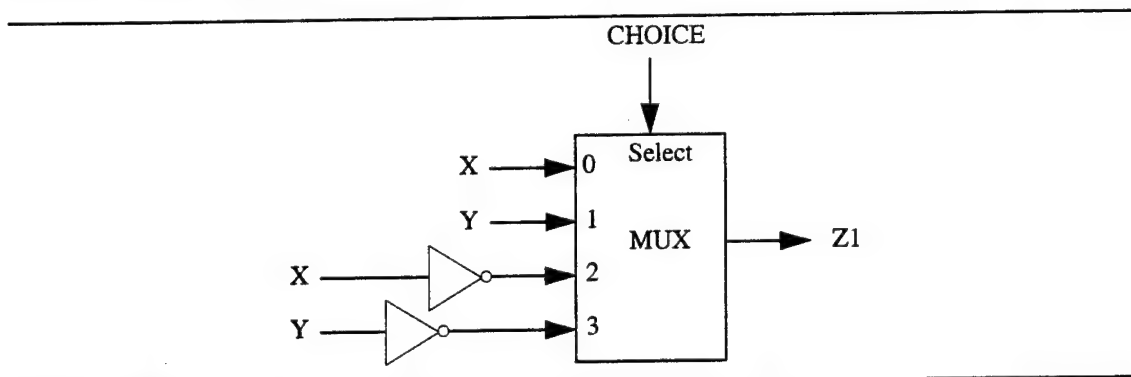 CHOICE
Select
X 0
Y 1
MUX
Z1
X 2
Y 3